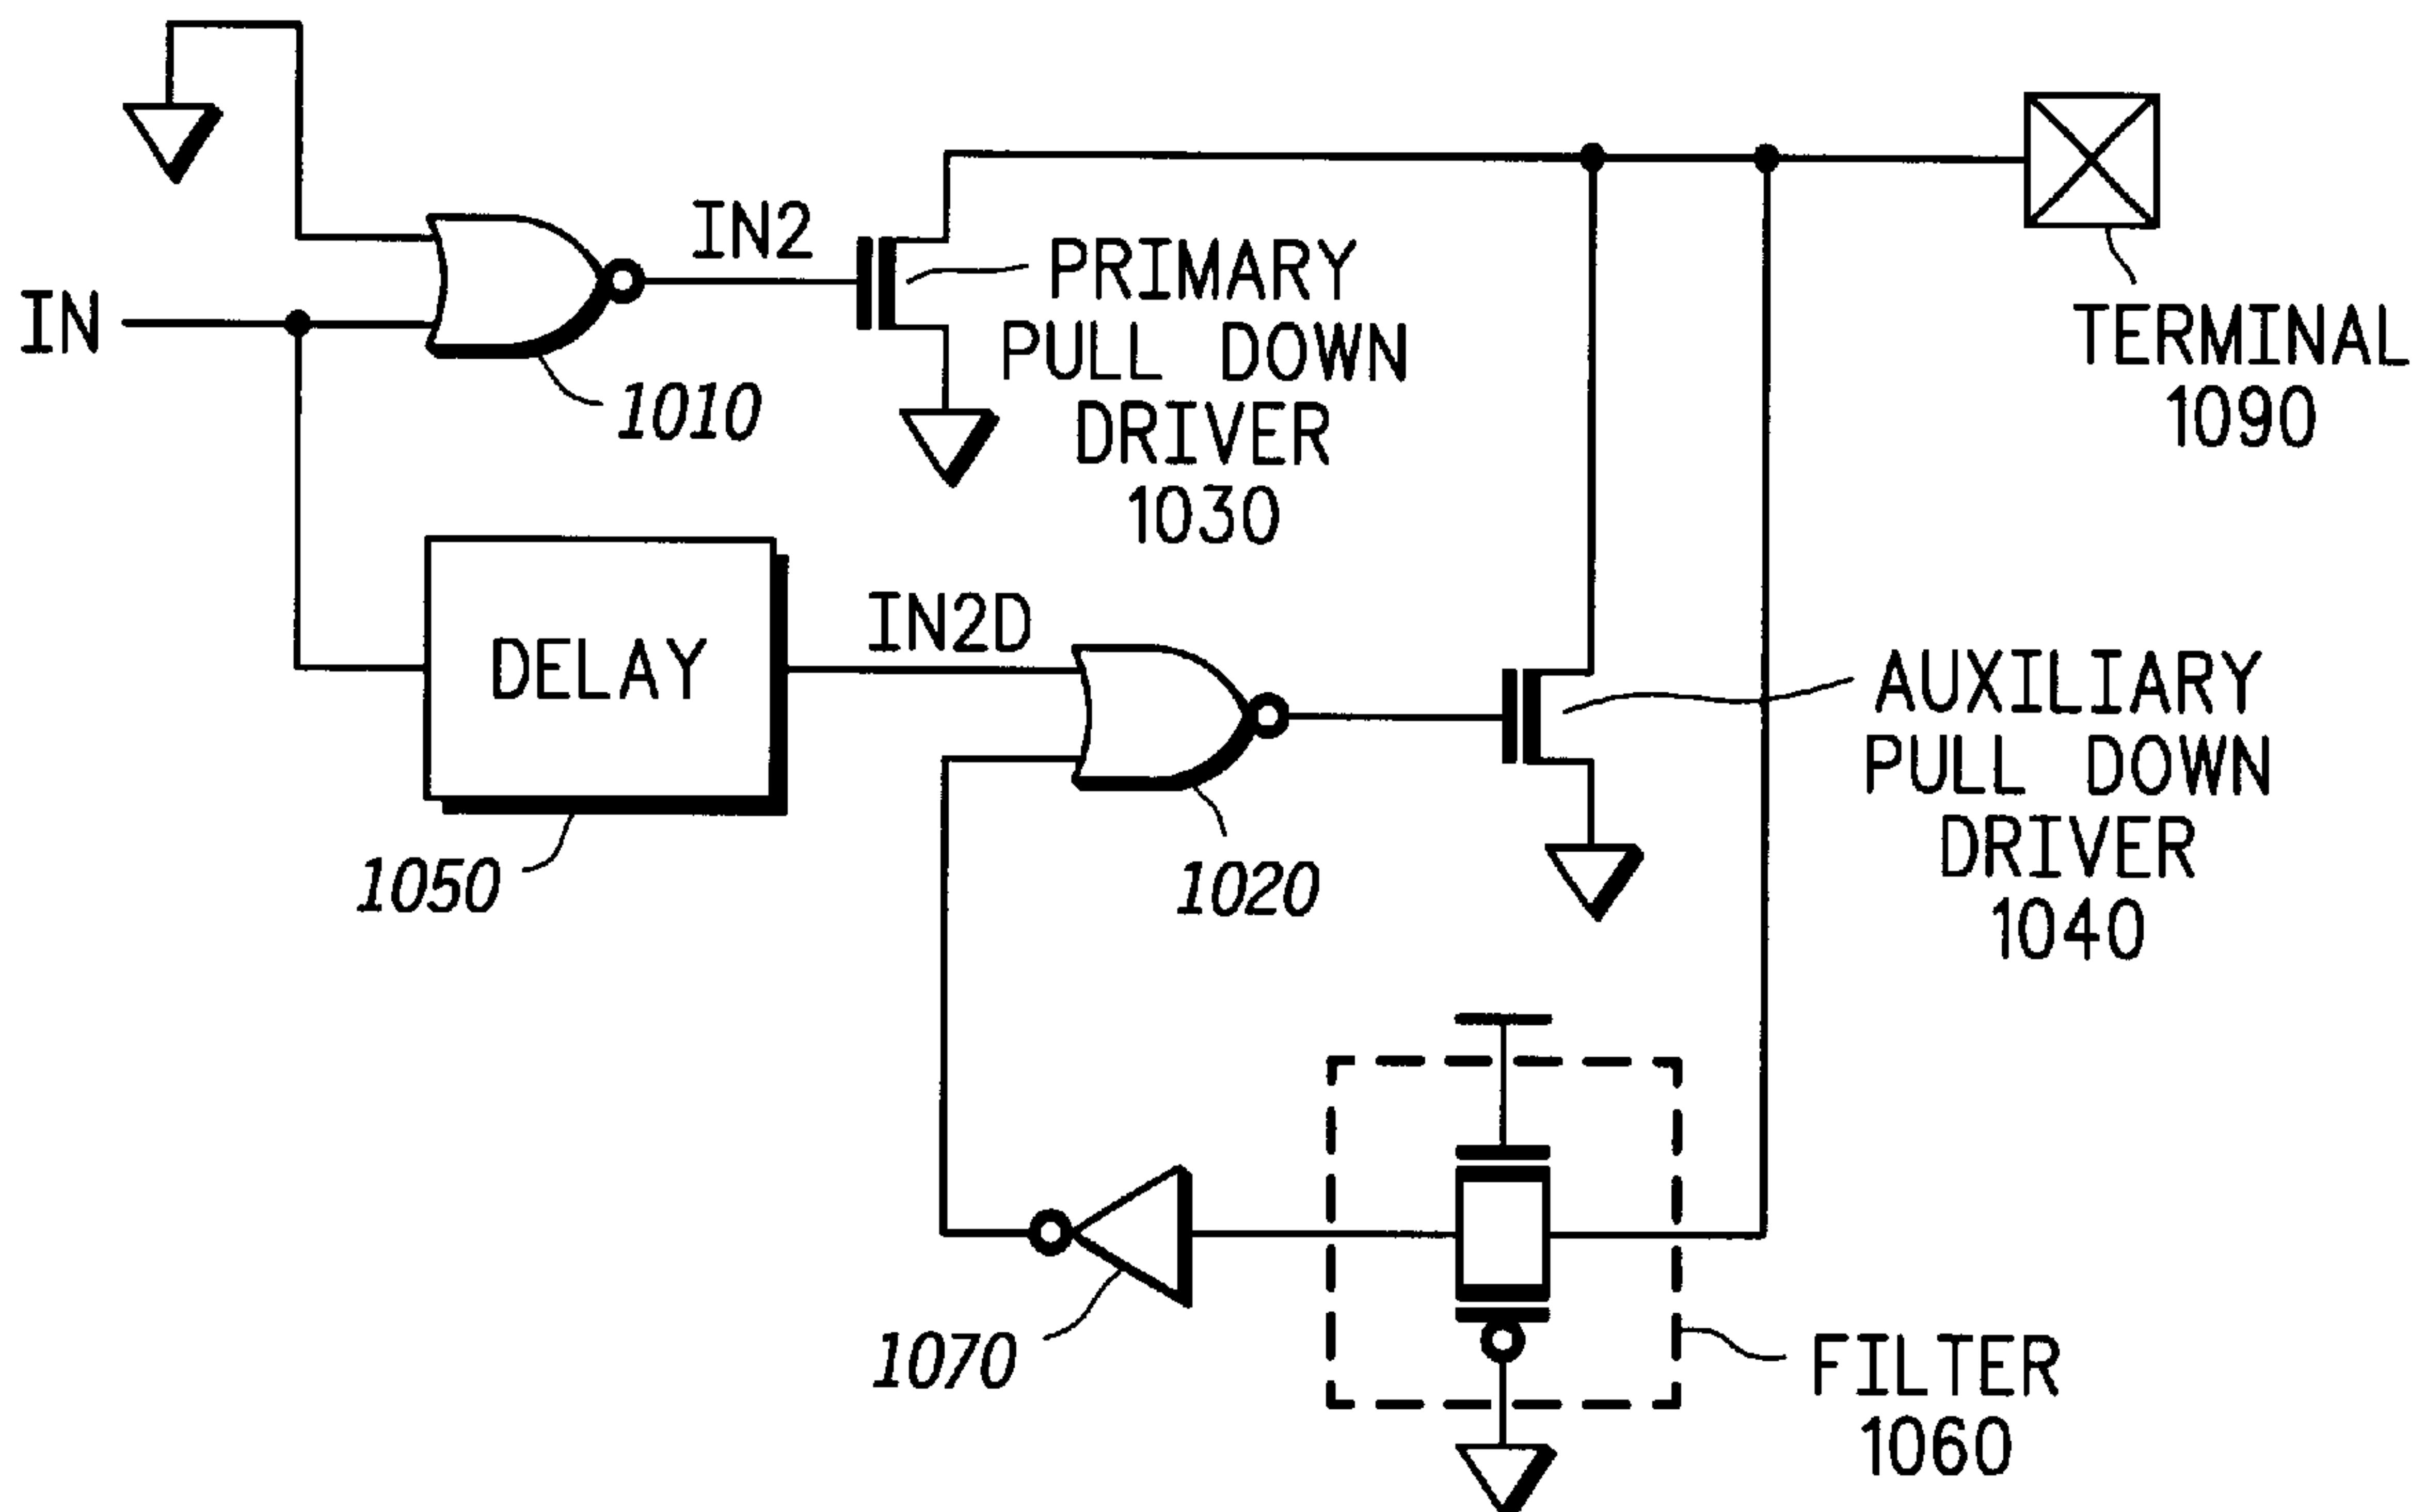 IN
IN2
1010
PRIMARY
PULL DOWN
DRIVER
1030
TERMINAL
1090
DELAY
1050
IN2D
1020
AUXILIARY
PULL DOWN
DRIVER
1040
1070
FILTER
1060